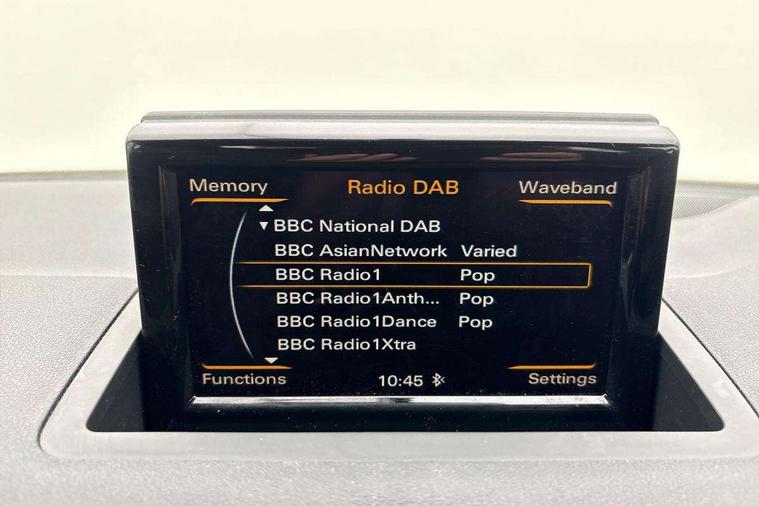 Memory Radio DAB Waveband
BBC National DAB
BBC AsianNetwork Varied
BBC Radio1 Pop
BBC Radio1Anth... Pop
BBC Radio1Dance Pop
BBC Radio1Xtra
Functions 10:45 Settings